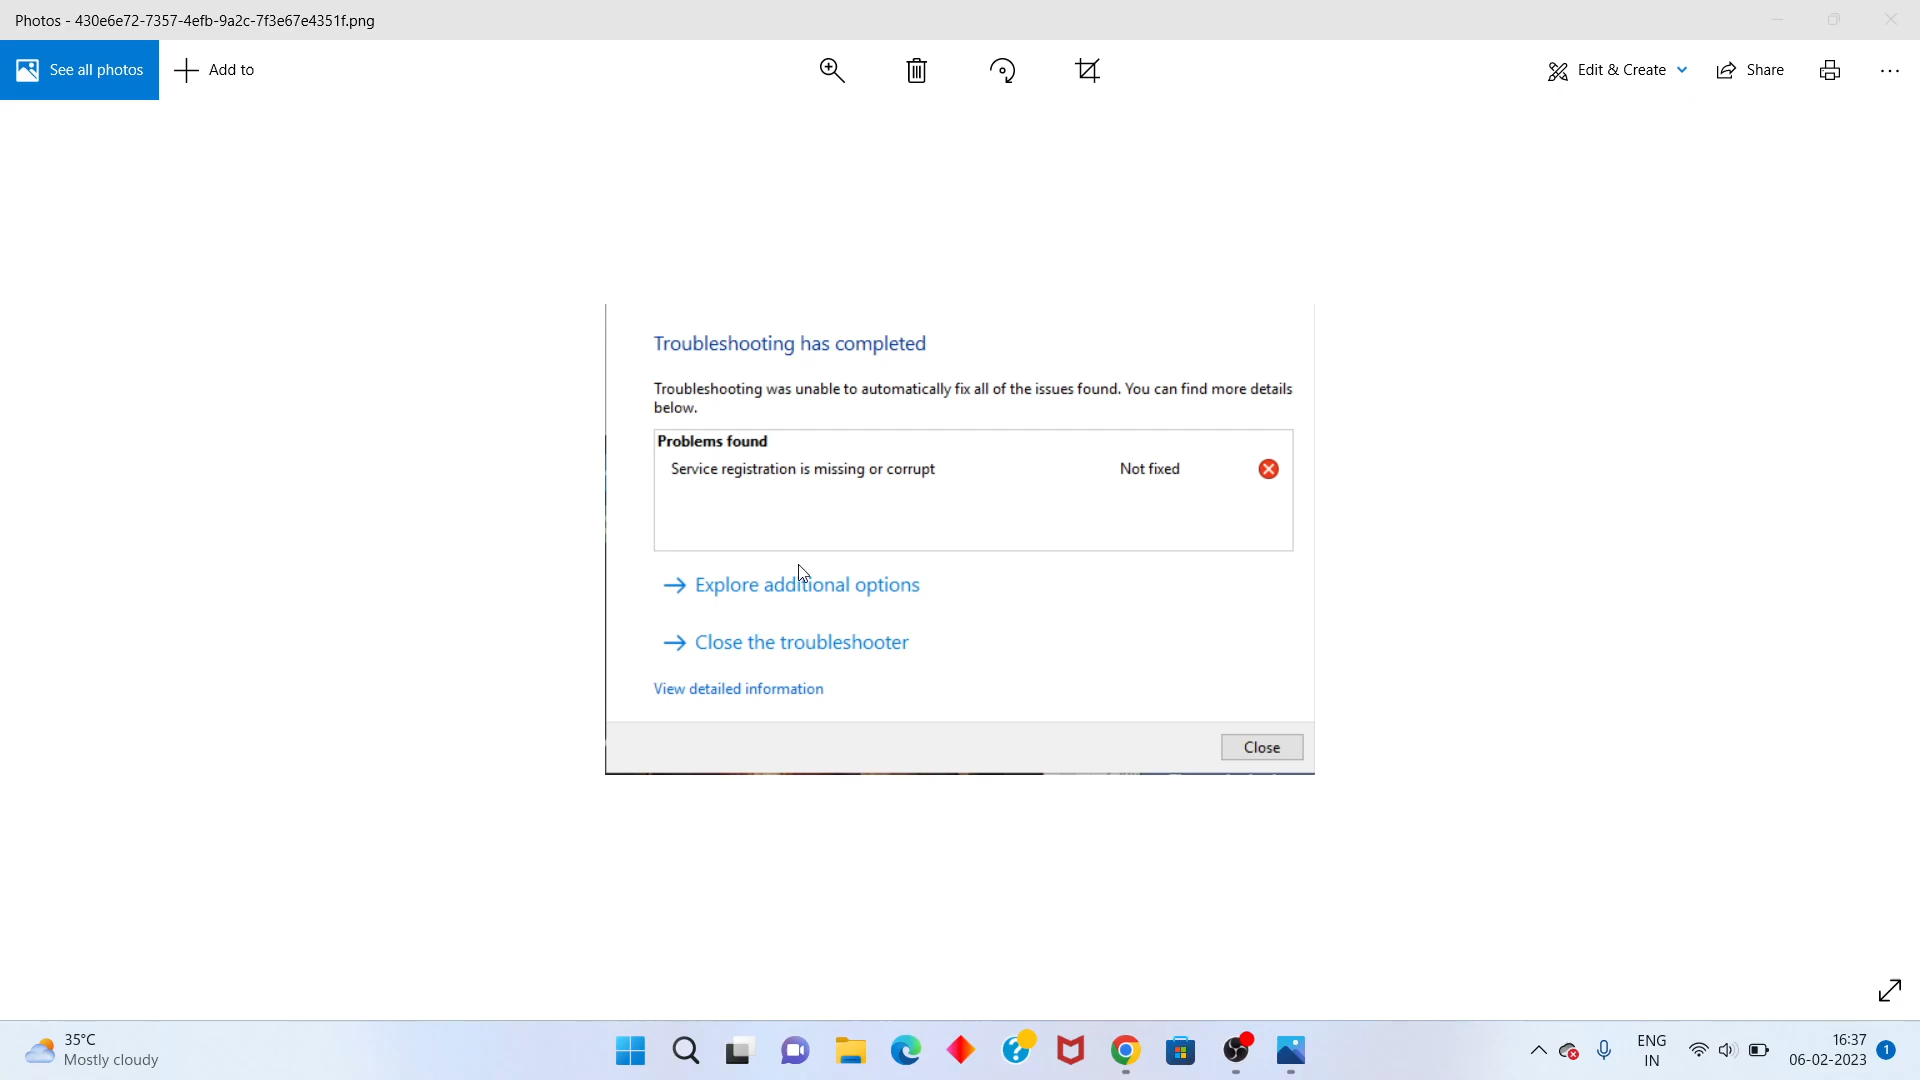 Photos - 430e6e72-7357-4efb-9a2c-7f3e67e4351f.png
See all photos
Add to
Edit & Create
Share
Troubleshooting has completed
Troubleshooting was unable to automatically fix all of the issues found. You can find more details
below.
Problems found
Service registration is missing or corrupt Not fixed
Explore additional options
Close the troubleshooter
View detailed information
Close
35°C
Mostly cloudy
ENG
IN
16:37
06-02-2023
1